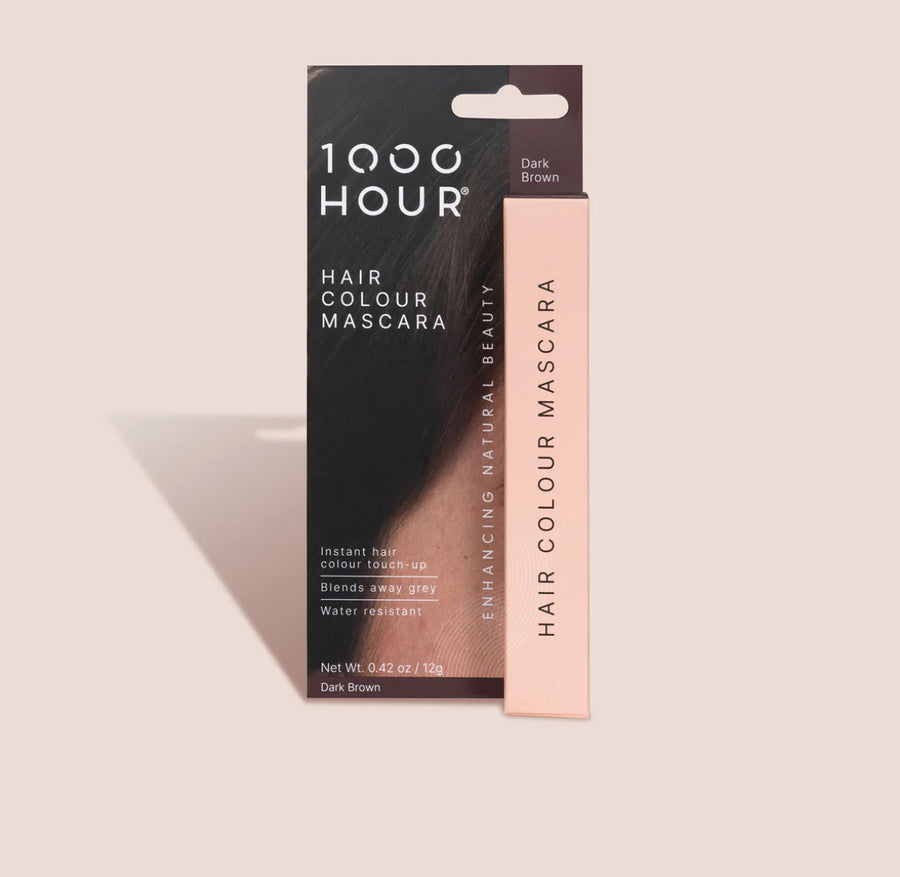 1000
HOUR®
Dark
Brown
HAIR
COLOUR
MASCARA
ENHANCING NATURAL BEAUTY
HAIR COLOUR MASCARA
Instant hair
colour touch-up
Blends away grey
Water resistant
Net Wt. 0.42 oz / 12g
Dark Brown